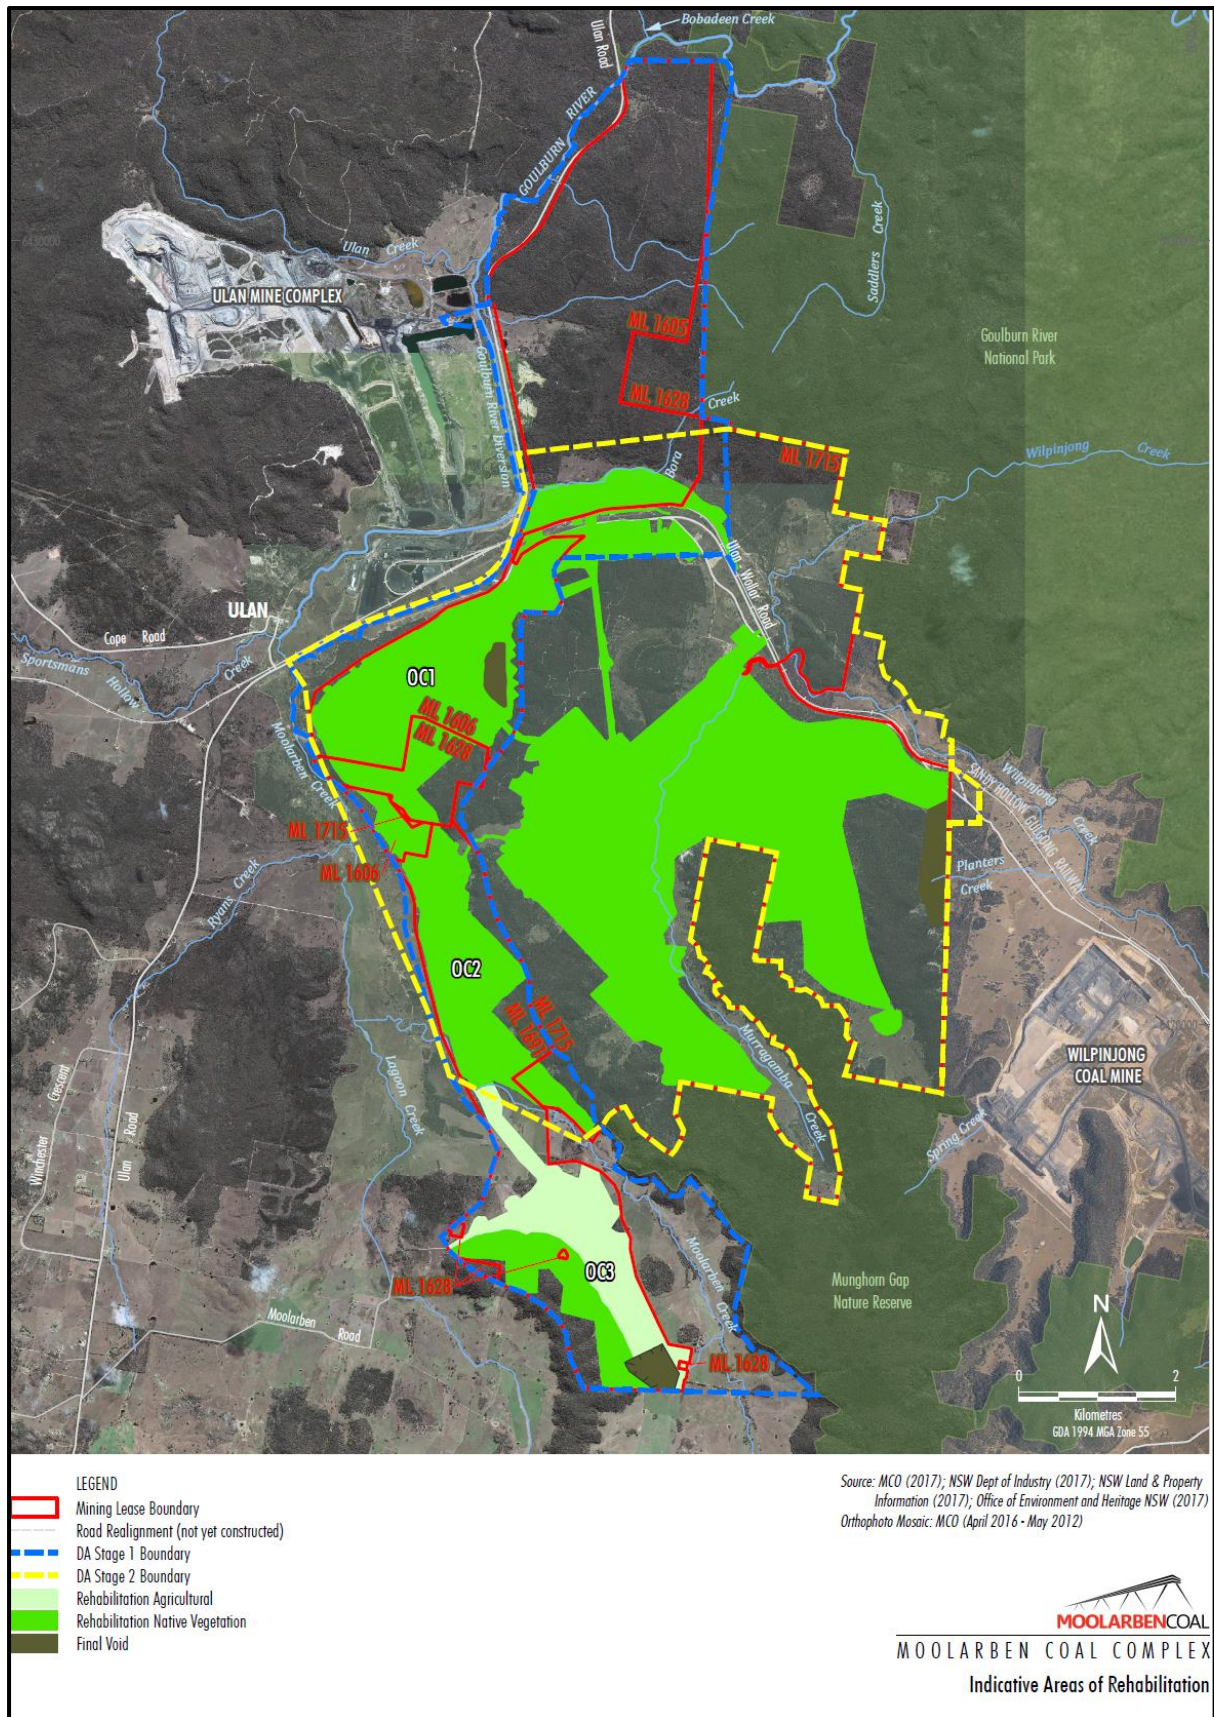 Bobadeen Creek
Ulan Road
GOULBURN RIVER
Ulan Creek
Saddlers Creek
6430000
ULAN MINE COMPLEX
ML 1605
Goulburn River
National Park
Goulburn River Diversion
ML 1628
Creek
Bora
ML 1715
Wilpinjong Creek
Ulan - Wollar Road
ULAN
Cope Road
Sportsmans Hollow Creek
OC1
ML 1606
ML 1628
Moolarben Creek
Wilpinjong Creek
SANDY HOLLOW GULGONG RAILWAY
ML 1715
ML 1606
Ryans Creek
Planters
Creek
OC2
ML 1715
ML 1691
Murragamba Creek
WILPINJONG
COAL MINE
Lagoon Creek
Winchester Crescent
Ulan Road
Spring Creek
Moolarben Creek
OC3
ML 1628
Munghorn Gap
Nature Reserve
Moolarben Road
ML 1628
N
0 2
Kilometres
GDA 1994 MGA Zone 55
LEGEND
Mining Lease Boundary
Road Realignment (not yet constructed)
DA Stage 1 Boundary
DA Stage 2 Boundary
Rehabilitation Agricultural
Rehabilitation Native Vegetation
Final Void
Source: MCO (2017); NSW Dept of Industry (2017); NSW Land & Property
Information (2017); Office of Environment and Heritage NSW (2017)
Orthophoto Mosaic: MCO (April 2016 - May 2012)
MOOLARBENCOAL
MOOLARBEN COAL COMPLEX
Indicative Areas of Rehabilitation